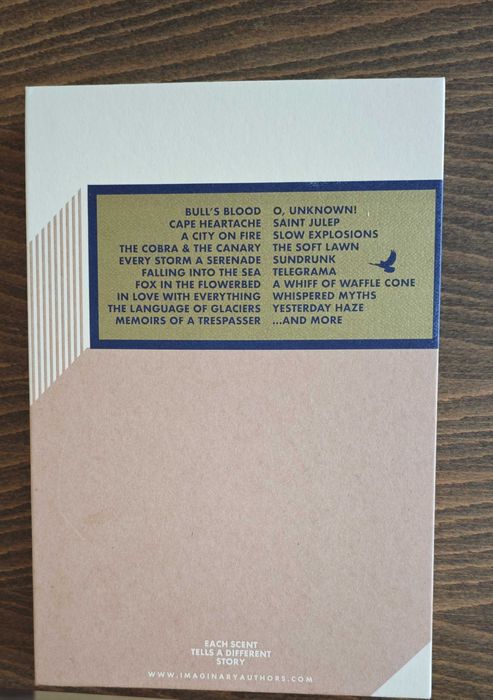 BULL'S BLOOD
CAPE HEARTACHE
A CITY ON FIRE
THE COBRA & THE CANARY
EVERY STORM A SERENADE
FALLING INTO THE SEA
FOX IN THE FLOWERBED
IN LOVE WITH EVERYTHING
THE LANGUAGE OF GLACIERS
MEMOIRS OF A TRESPASSER
O, UNKNOWN!
SAINT JULEP
SLOW EXPLOSIONS
THE SOFT LAWN
SUNDRUNK
TELEGRAMA
A WHIFF OF WAFFLE CONE
WHISPERED MYTHS
YESTERDAY HAZE
...AND MORE
EACH SCENT
TELLS A DIFFERENT
STORY
WWW.IMAGINARYAUTHORS.COM